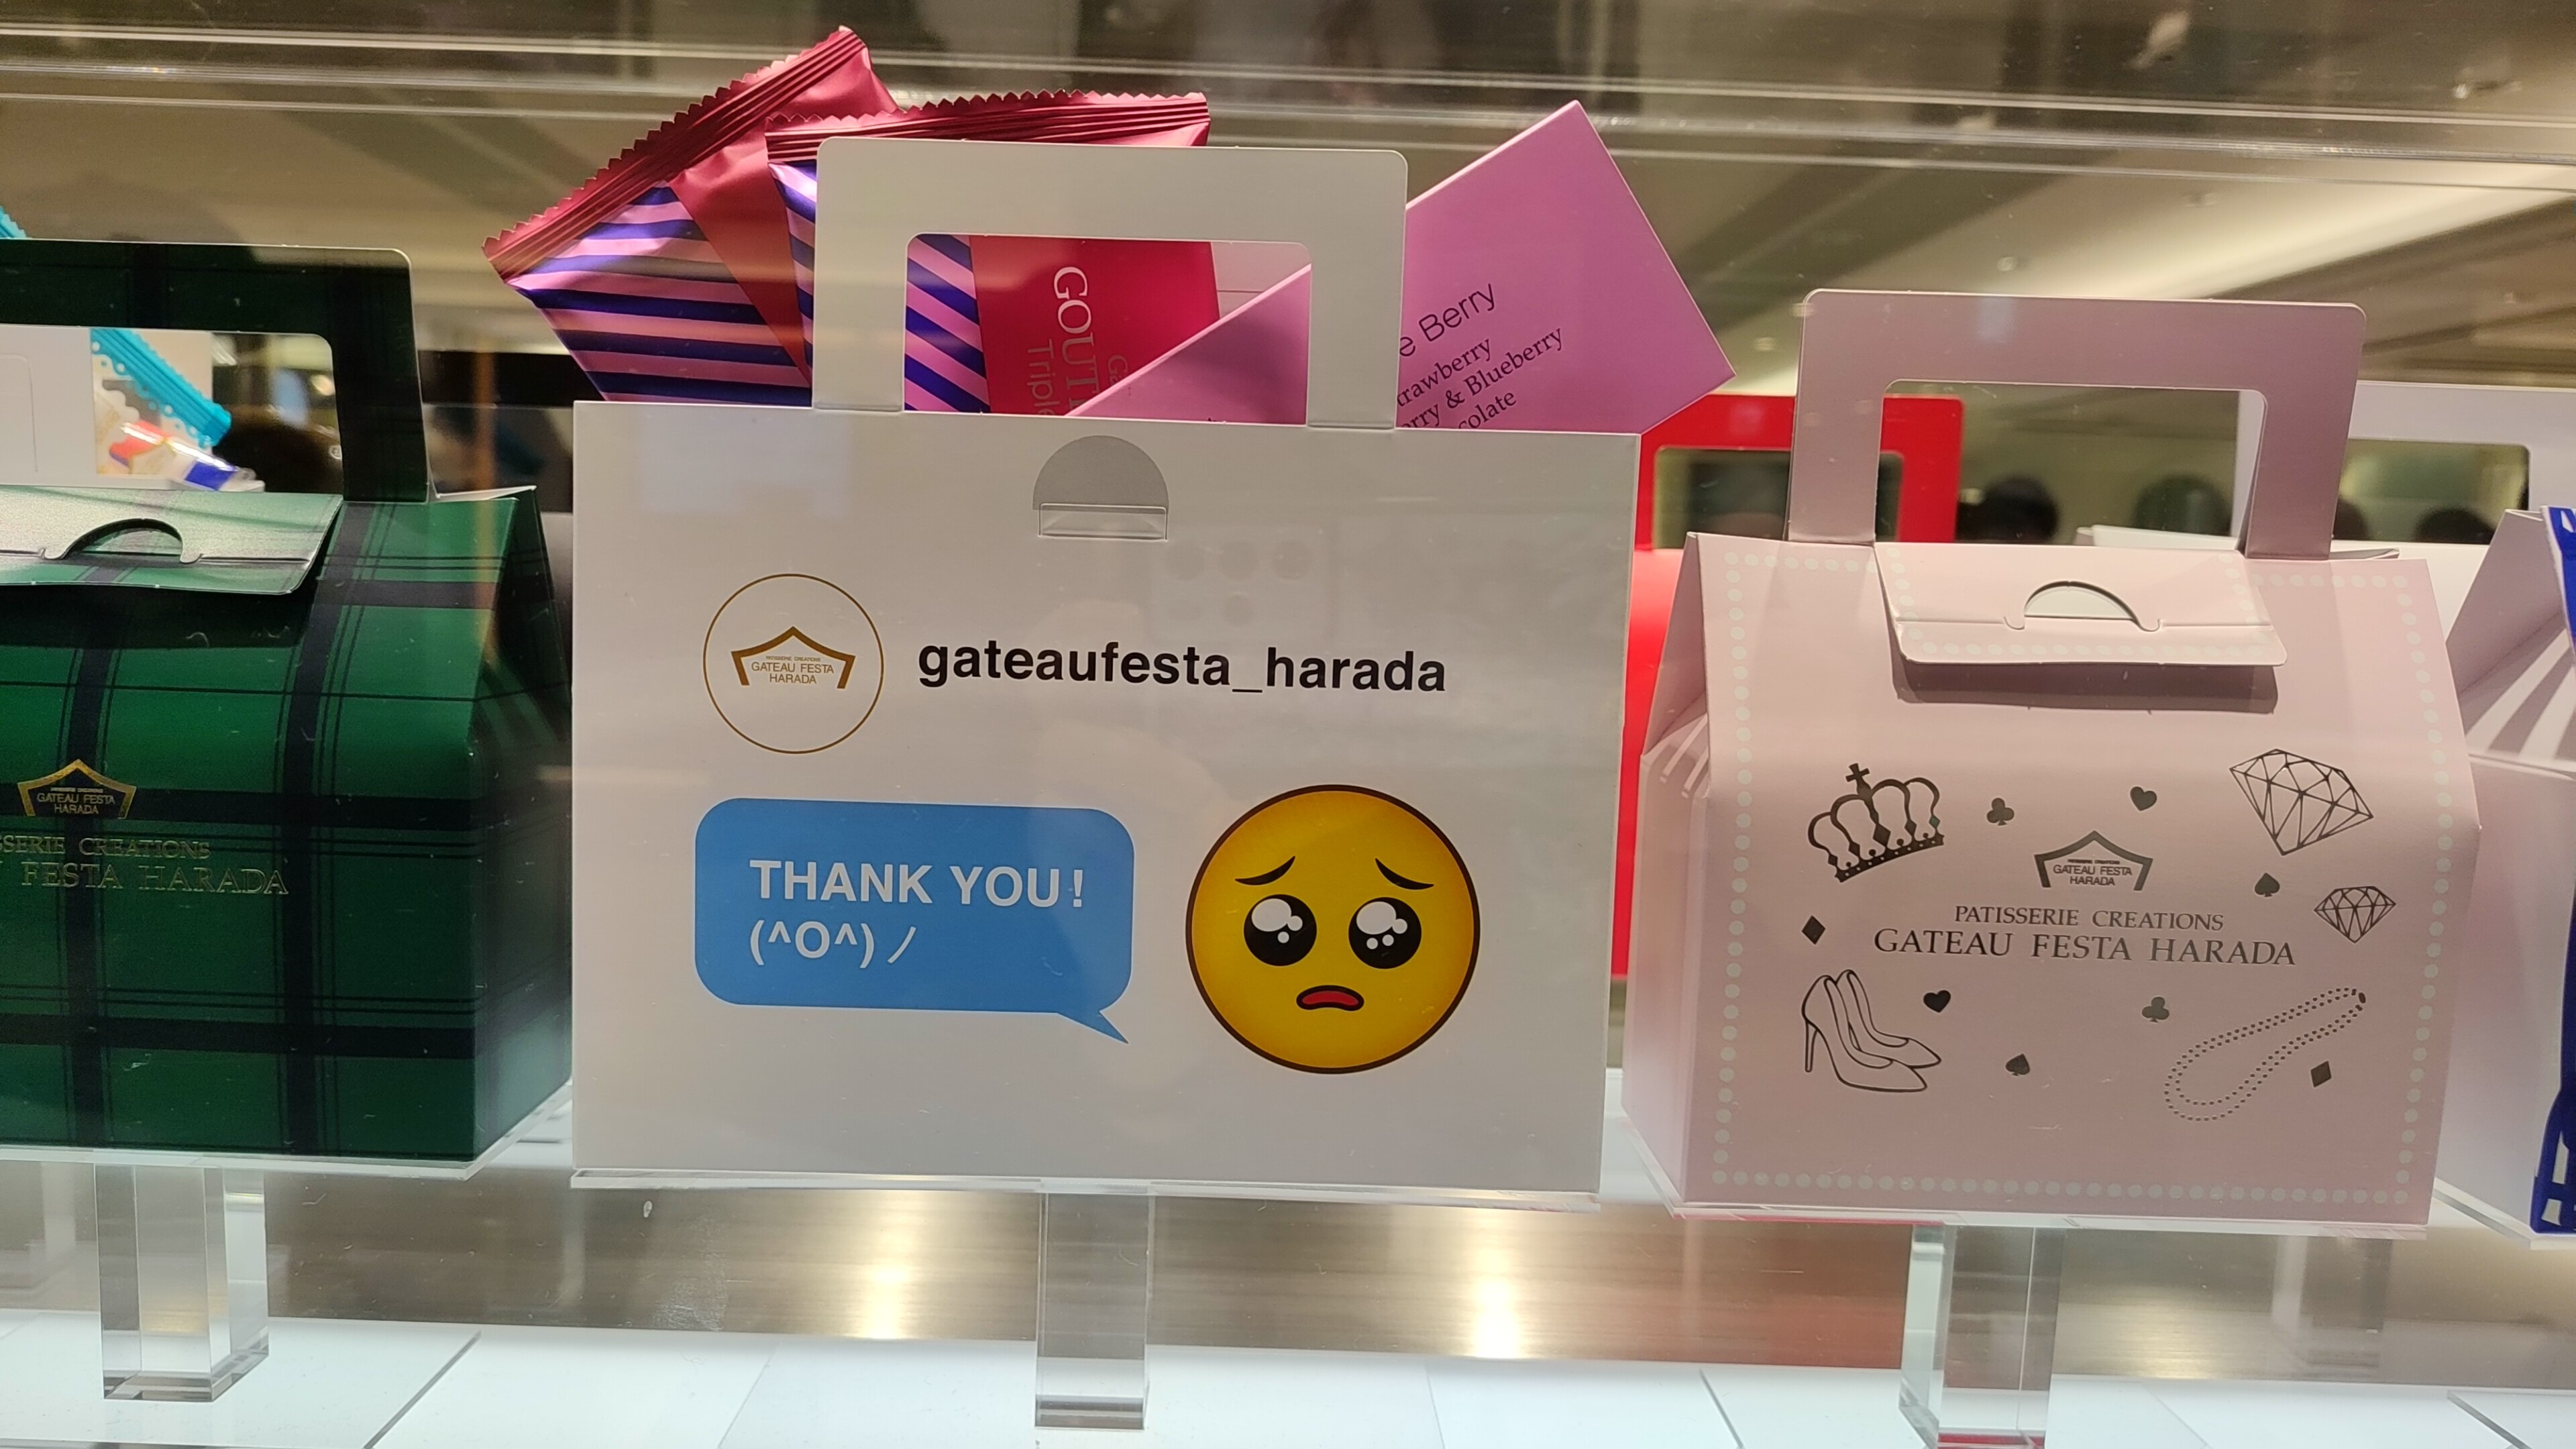 GOUT
Triple
e Berry
trawberry
rry & Blueberry
colate
PATISSERIE CREATIONS
GATEAU FESTA
HARADA
gateaufesta_harada
THANK YOU!
(^O^)ノ
GATEAU FESTA
HARADA
SSERIE CREATIONS
FESTA HARADA
PATISSERIE CREATIONS
GATEAU FESTA
HARADA
PATISSERIE CREATIONS
GATEAU FESTA HARADA